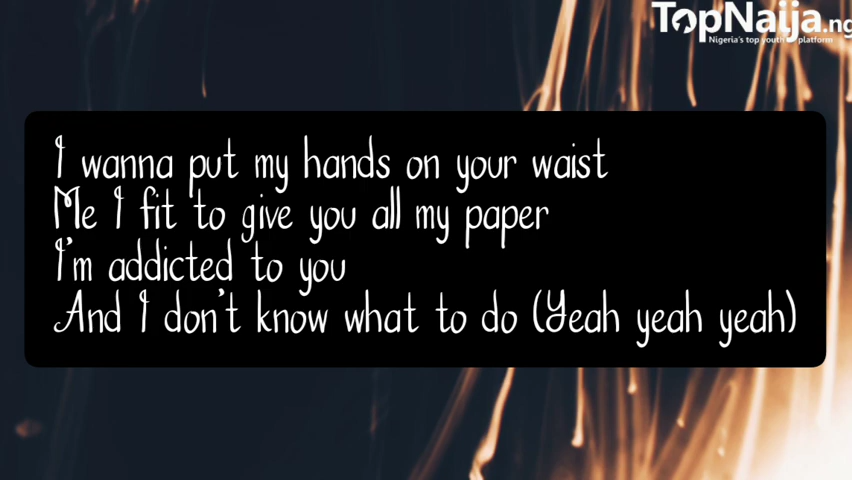 TopNaija.ng
Nigeria's top youth platform
I wanna put my hands on your waist
Me I fit to give you all my paper
I'm addicted to you
And I don't know what to do (Yeah yeah yeah)